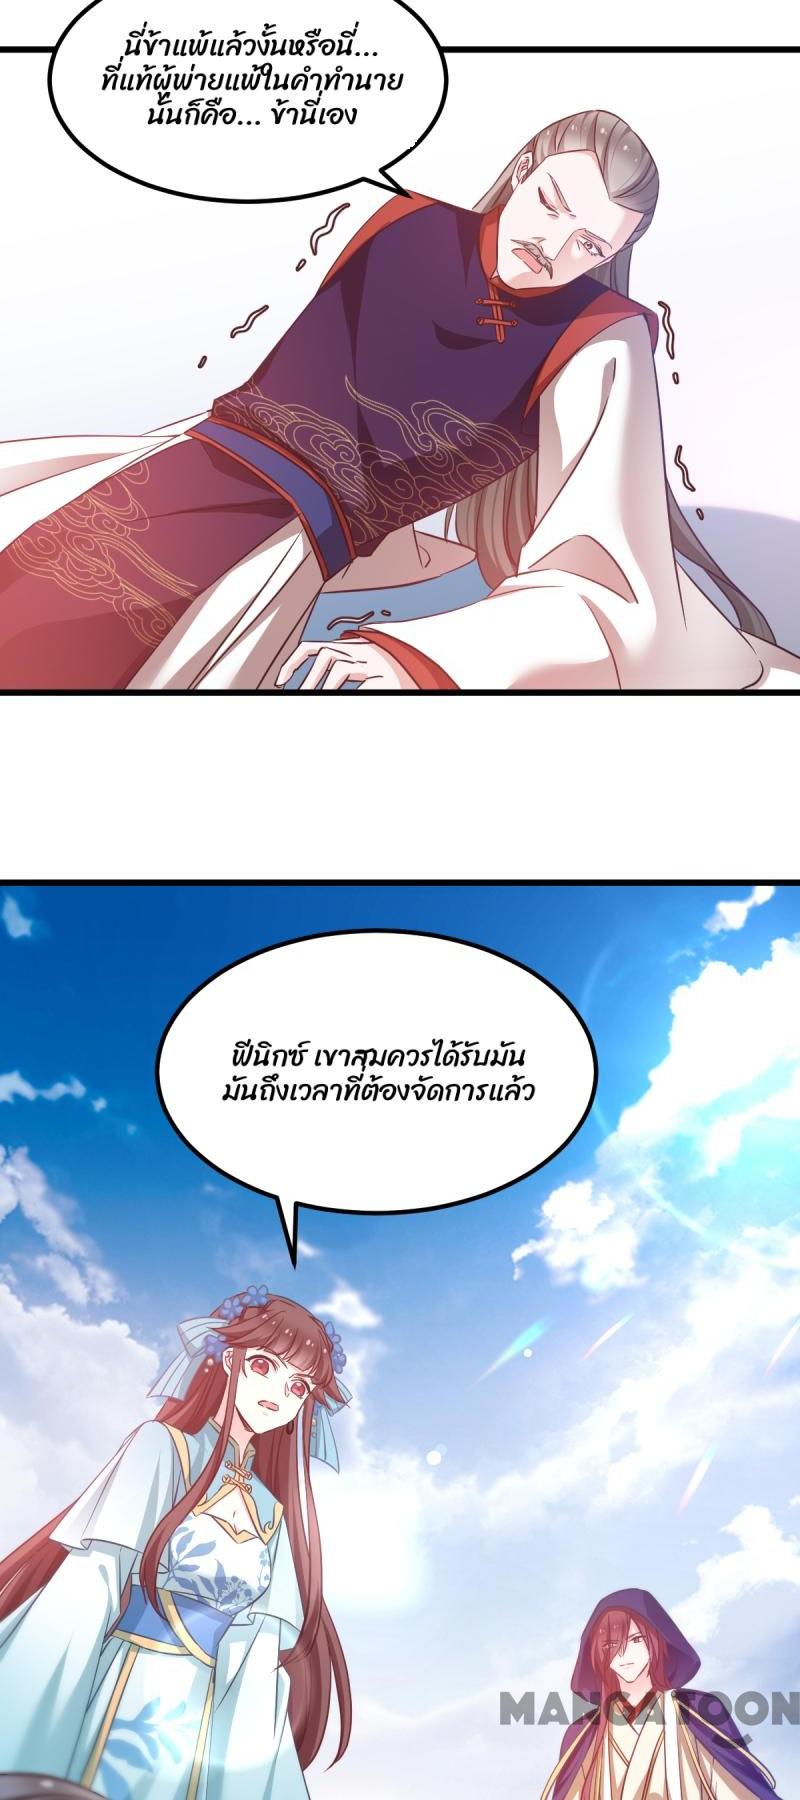 นี่ข้าแพ้แล้วงั้นหรือนี่...
ที่แท้ผู้พ่ายแพ้ในคำทำนาย
นั้นก็คือ... ข้านี่เอง
ฟีนิกซ์ เขาสมควรได้รับมัน
มันถึงเวลาที่ต้องจัดการแล้ว
MANGATOON